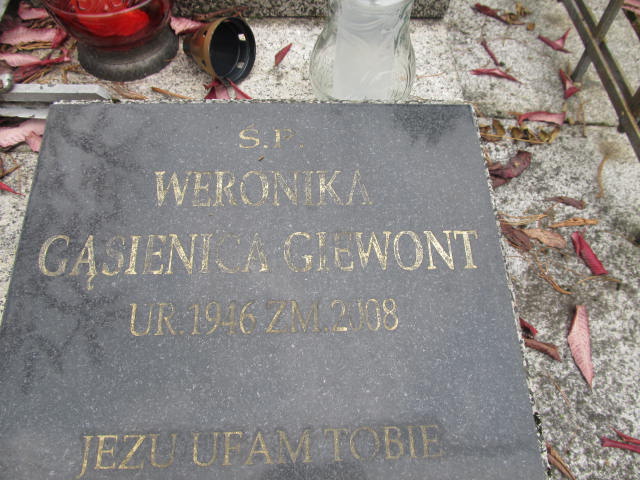 Ś.P.
WERONIKA
GĄSIENICA GIEWONT
UR.1946 ZM.2008
JEZU UFAM TOBIE